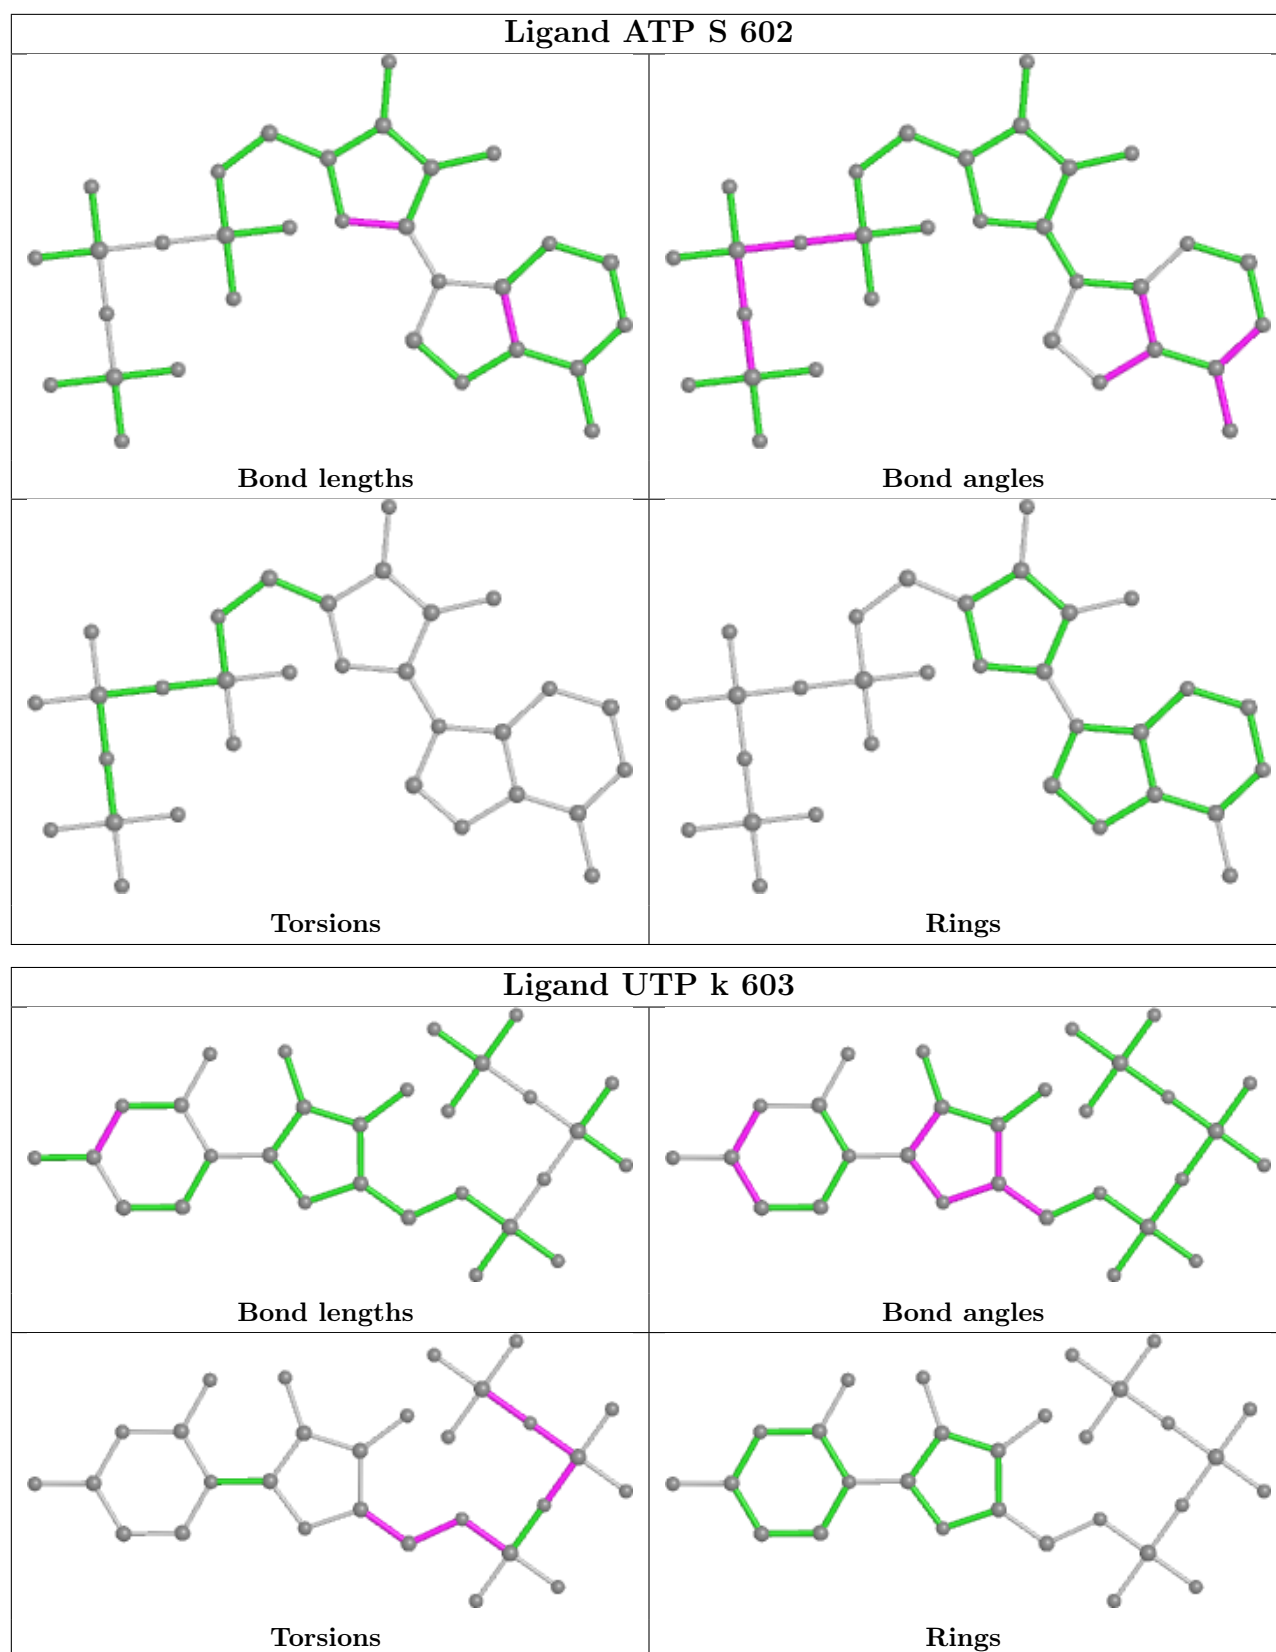 Ligand ATP S 602
Bond lengths
Bond angles
Torsions
Rings
Ligand UTP k 603
Bond lengths
Bond angles
Torsions
Rings